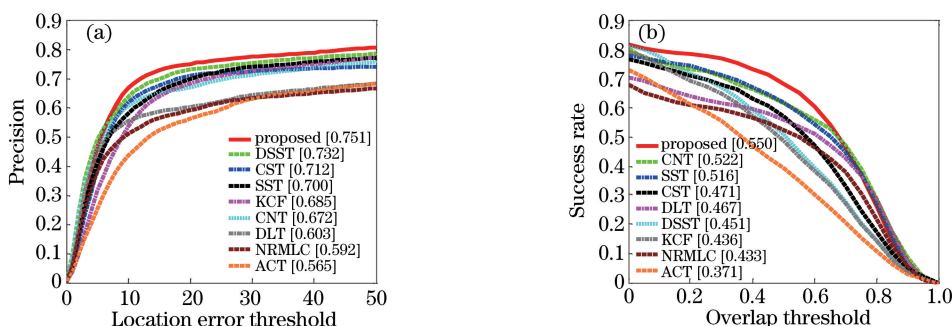 (a)
Precision
0.9
0.8
0.7
0.6
0.5
0.4
0.3
0.2
0.1
0
proposed [0.751]
DSST [0.732]
CST [0.712]
SST [0.700]
KCF [0.685]
CNT [0.672]
DLT [0.603]
NRMLC [0.592]
ACT [0.565]
0 10 20 30 40 50
Location error threshold
(b)
Success rate
0.9
0.8
0.7
0.6
0.5
0.4
0.3
0.2
0.1
0
proposed [0.550]
CNT [0.522]
SST [0.516]
CST [0.471]
DLT [0.467]
DSST [0.451]
KCF [0.436]
NRMLC [0.433]
ACT [0.371]
0 0.2 0.4 0.6 0.8 1.0
Overlap threshold